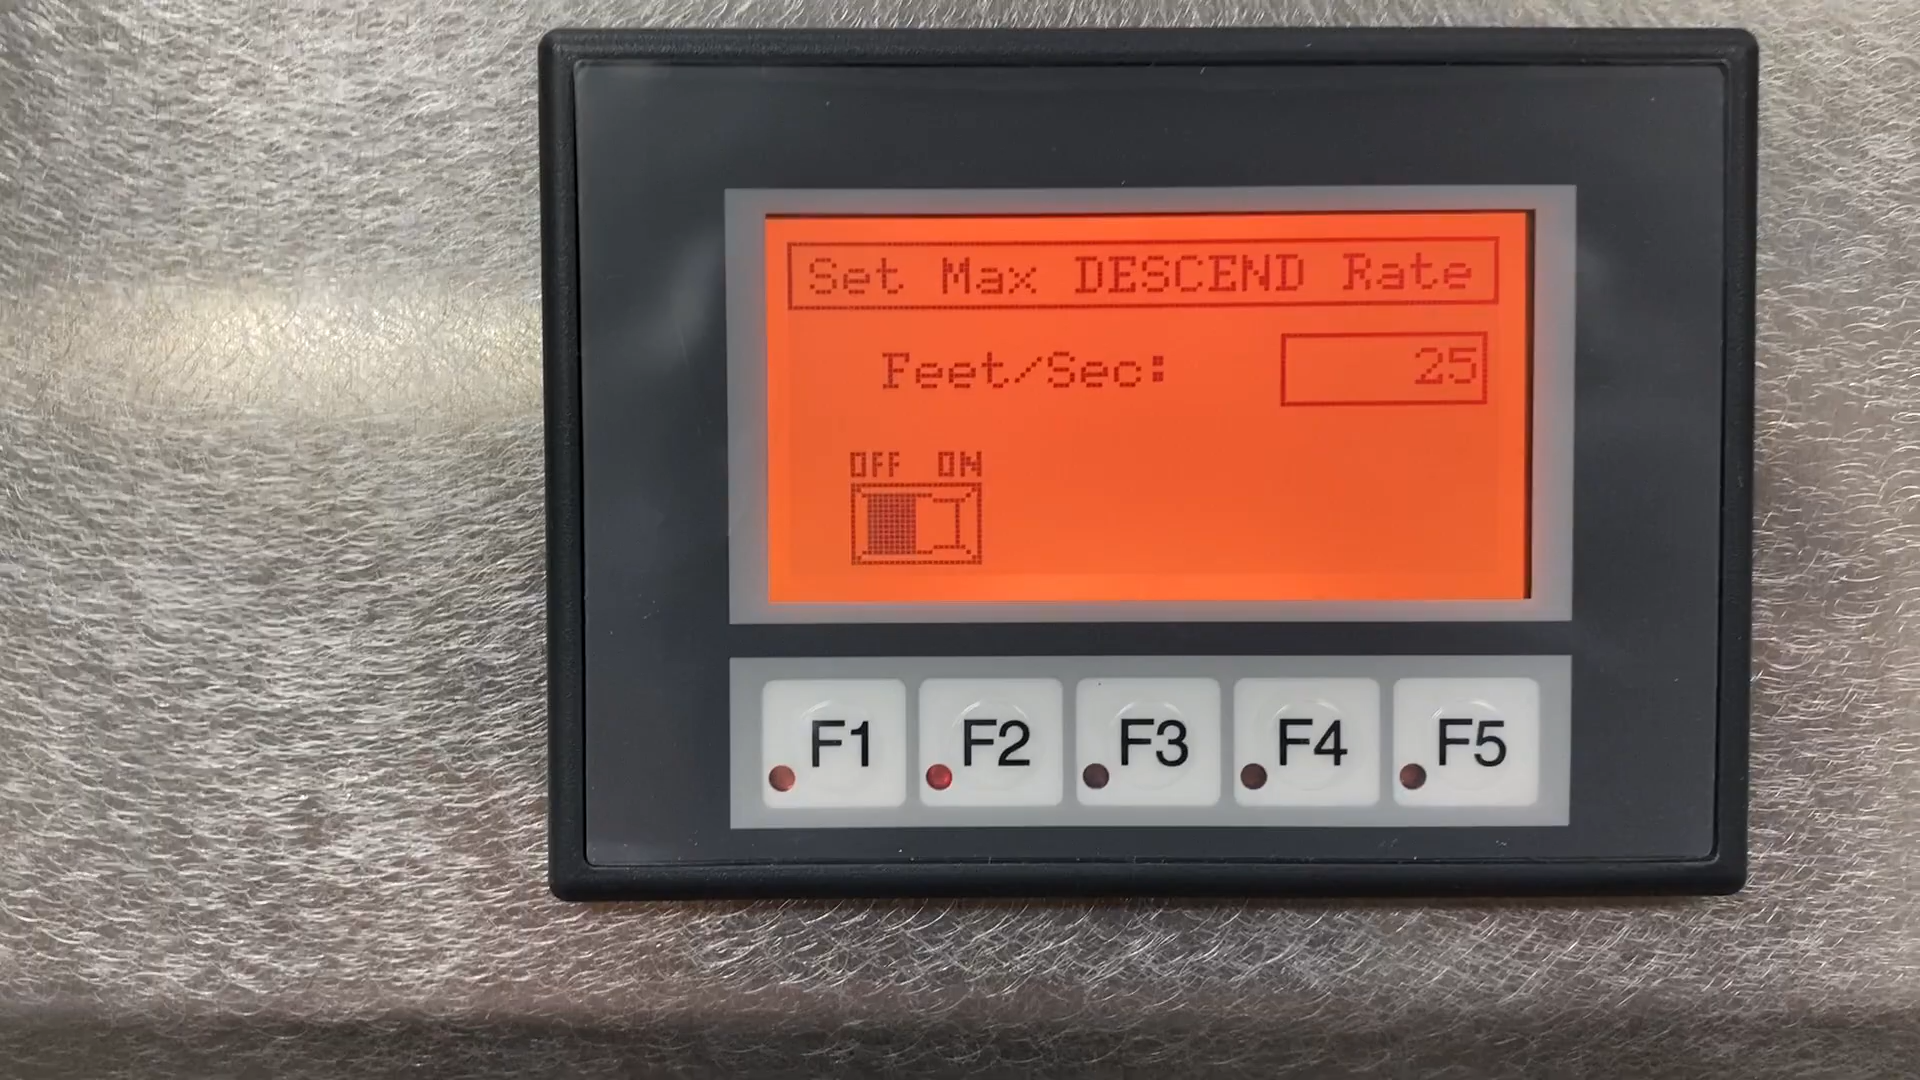 Set Max DESCEND Rate
Feet/Sec: 25
OFF ON
F1 F2 F3 F4 F5